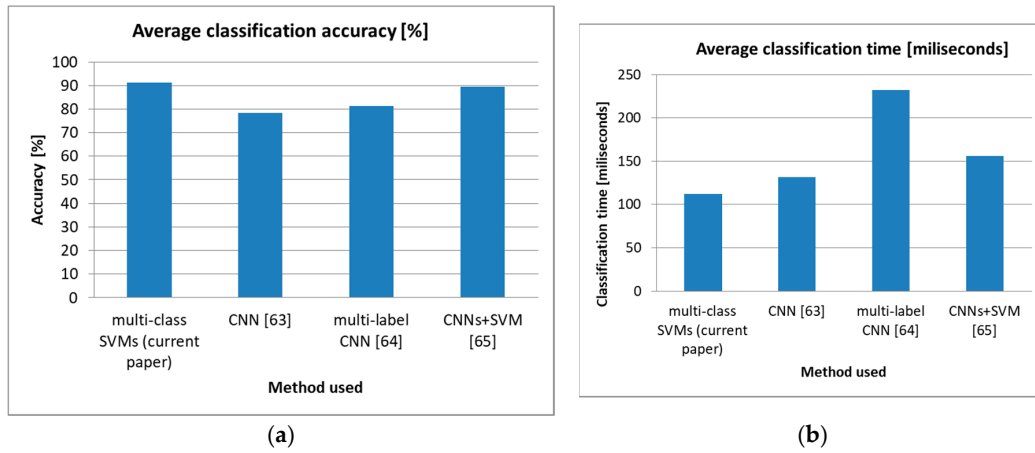 Average classification accuracy [%]
100
90
80
70
60
50
40
30
20
10
0
Accuracy [%]
multi-class
SVMs (current
paper)
CNN [63]
multi-label
CNN [64]
CNNs+SVM
[65]
Method used
(a)
Average classification time [miliseconds]
250
200
150
100
50
0
Classification time [miliseconds]
multi-class
SVMs (current
paper)
CNN [63]
multi-label
CNN [64]
CNNs+SVM
[65]
Method used
(b)